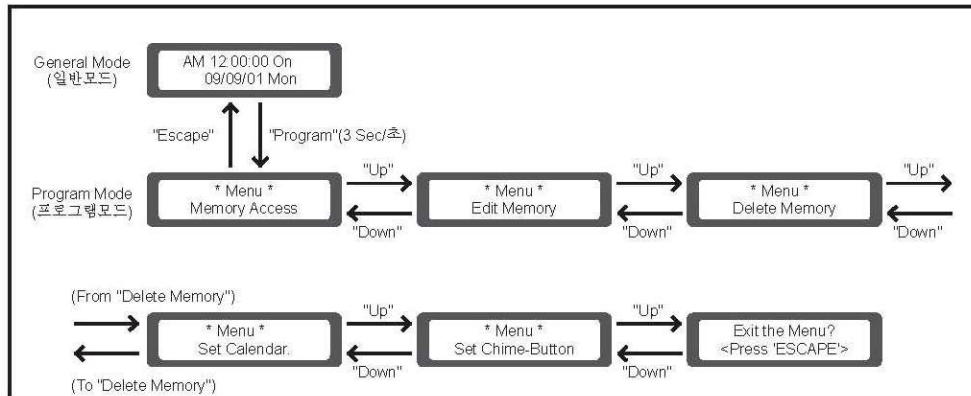 General Mode
(일반모드)
AM 12:00:00 On
09/09/01 Mon
"Escape"
"Program"(3 Sec/초)
Program Mode
(프로그램모드)
* Menu *
Memory Access
"Up"
"Down"
* Menu *
Edit Memory
"Up"
"Down"
* Menu *
Delete Memory
"Up"
"Down"
(From "Delete Memory")
(To "Delete Memory")
* Menu *
Set Calendar.
"Up"
"Down"
* Menu *
Set Chime-Button
"Up"
"Down"
Exit the Menu?
<Press 'ESCAPE'>